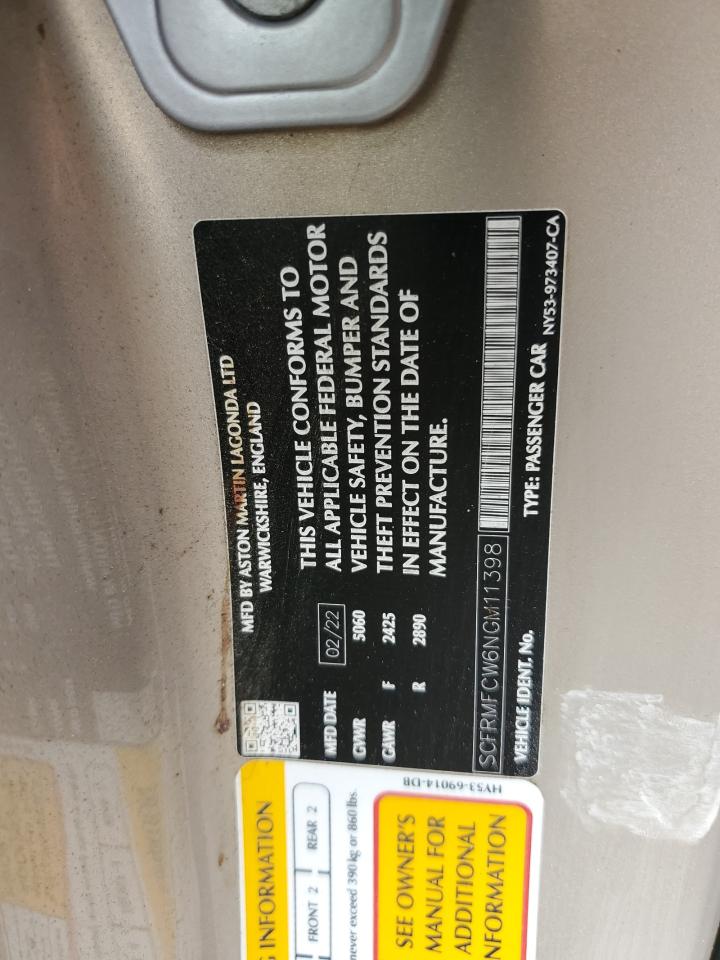 MFD BY ASTON MARTIN LAGONDA LTD
WARWICKSHIRE, ENGLAND
MFD DATE 02/22
GVWR 5060
GAWR F 2425
R 2890
THIS VEHICLE CONFORMS TO
ALL APPLICABLE FEDERAL MOTOR
VEHICLE SAFETY, BUMPER AND
THEFT PREVENTION STANDARDS
IN EFFECT ON THE DATE OF
MANUFACTURE.
SCFRMFCW6NGM11398
VEHICLE IDENT. No.
TYPE: PASSENGER CAR
NY53-973407-CA
INFORMATION
FRONT 2 REAR 2
never exceed 390 kg or 860 lbs.
SEE OWNER'S
MANUAL FOR
ADDITIONAL
INFORMATION
HY53-69014-DB